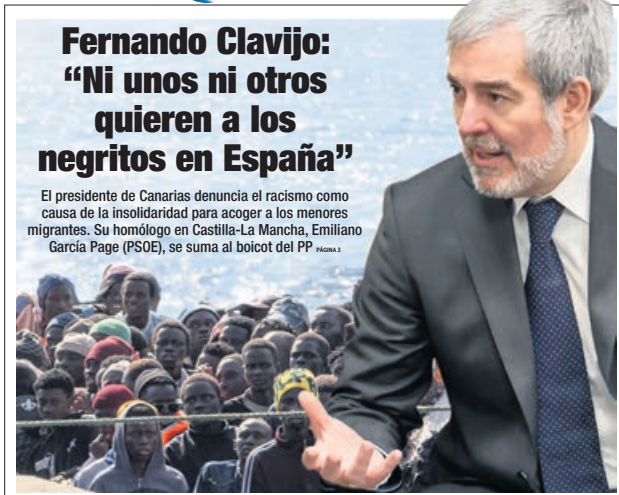 Fernando Clavijo:
“Ni unos ni otros
quieren a los
negritos en España”
El presidente de Canarias denuncia el racismo como
causa de la insolidaridad para acoger a los menores
migrantes. Su homólogo en Castilla-La Mancha, Emiliano
García Page (PSOE), se suma al boicot del PP PÁGINA 3